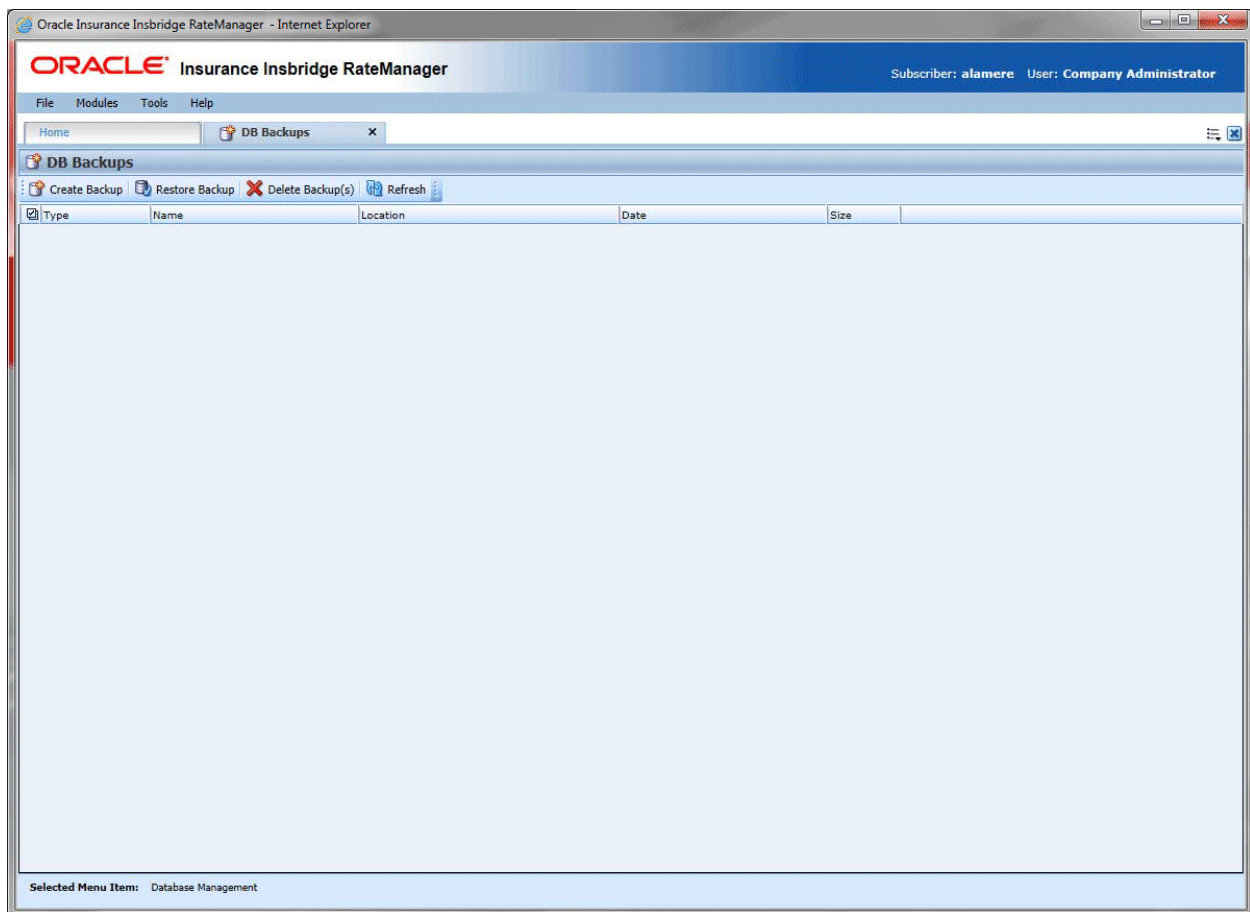 Oracle Insurance Insbridge RateManager - Internet Explorer
ORACLE Insurance Insbridge RateManager
Subscriber: alamere User: Company Administrator
File Modules Tools Help
Home DB Backups
DB Backups
Create Backup Restore Backup Delete Backup(s) Refresh
Type Name Location Date Size
Selected Menu Item: Database Management